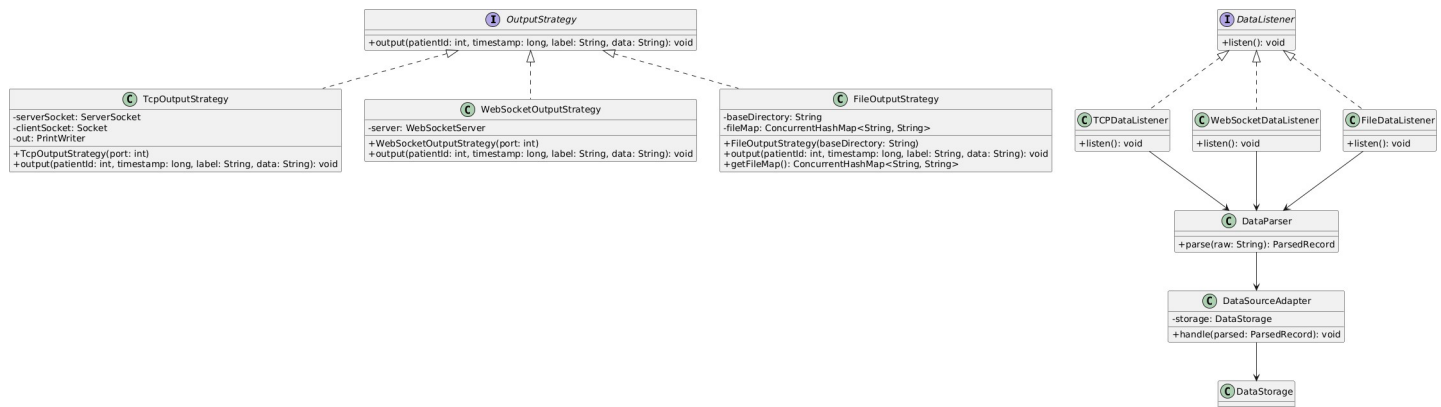 I OutputStrategy
+output(patientId: int, timestamp: long, label: String, data: String): void
I DataListener
+listen(): void
C TcpOutputStrategy
-serverSocket: ServerSocket
-clientSocket: Socket
-out: PrintWriter
+TcpOutputStrategy(port: int)
+output(patientId: int, timestamp: long, label: String, data: String): void
C WebSocketOutputStrategy
-server: WebSocketServer
+WebSocketOutputStrategy(port: int)
+output(patientId: int, timestamp: long, label: String, data: String): void
C FileOutputStrategy
-baseDirectory: String
-fileMap: ConcurrentHashMap<String, String>
+FileOutputStrategy(baseDirectory: String)
+output(patientId: int, timestamp: long, label: String, data: String): void
+getFileMap(): ConcurrentHashMap<String, String>
C TCPDataListener
+listen(): void
C WebSocketDataListener
+listen(): void
C FileDataListener
+listen(): void
C DataParser
+parse(raw: String): ParsedRecord
C DataSourceAdapter
-storage: DataStorage
+handle(parsed: ParsedRecord): void
C DataStorage